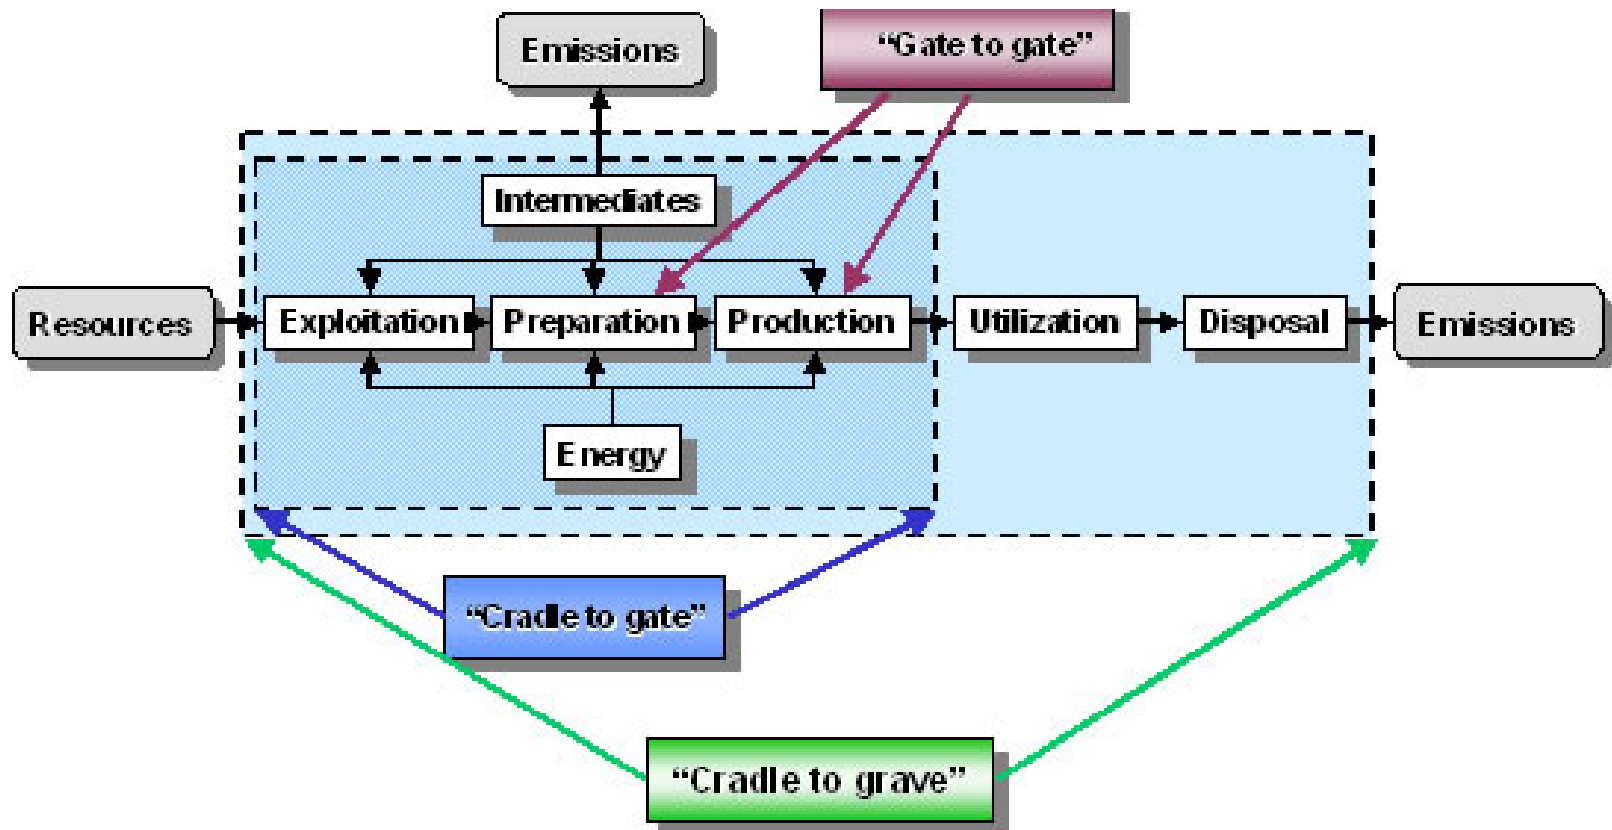 Emissions
“Gate to gate”
Intermediates
Resources
Exploitation
Preparation
Production
Utilization
Disposal
Emissions
Energy
“Cradle to gate”
“Cradle to grave”